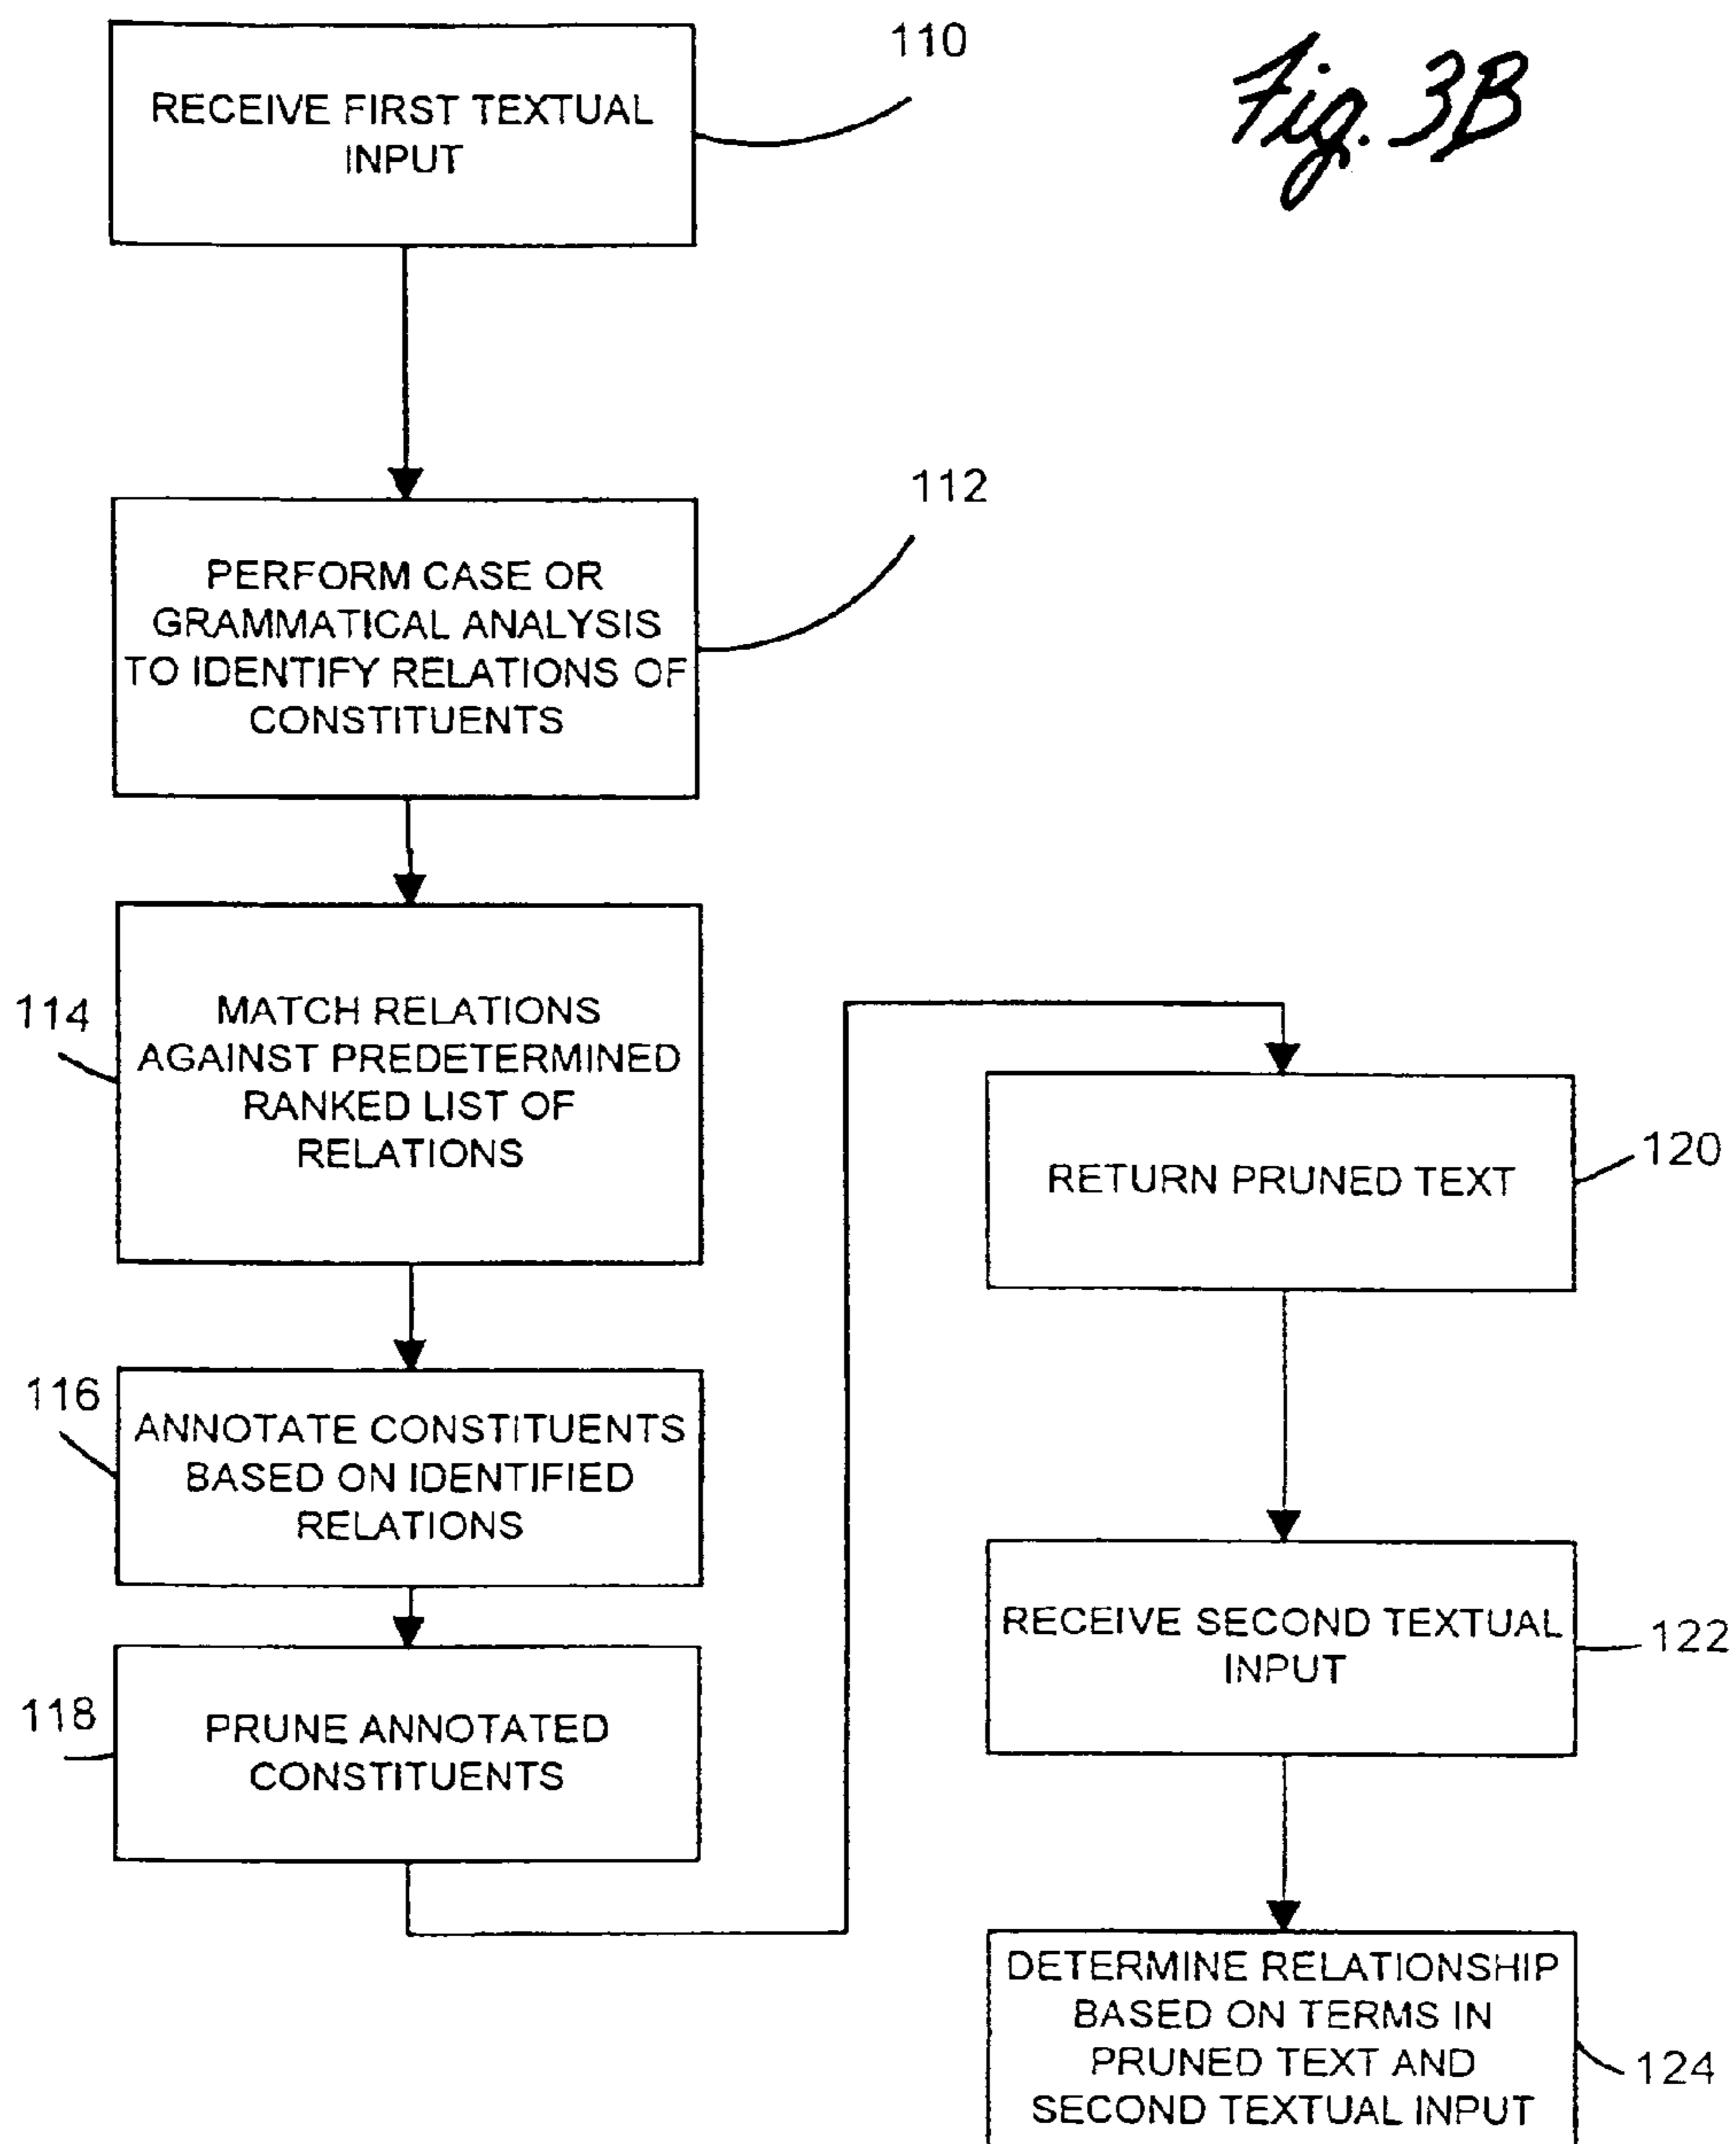 Fig. 3B
110
RECEIVE FIRST TEXTUAL
INPUT
112
PERFORM CASE OR
GRAMMATICAL ANALYSIS
TO IDENTIFY RELATIONS OF
CONSTITUENTS
114
MATCH RELATIONS
AGAINST PREDETERMINED
RANKED LIST OF
RELATIONS
116
ANNOTATE CONSTITUENTS
BASED ON IDENTIFIED
RELATIONS
118
PRUNE ANNOTATED
CONSTITUENTS
RETURN PRUNED TEXT
120
RECEIVE SECOND TEXTUAL
INPUT
122
DETERMINE RELATIONSHIP
BASED ON TERMS IN
PRUNED TEXT AND
SECOND TEXTUAL INPUT
124